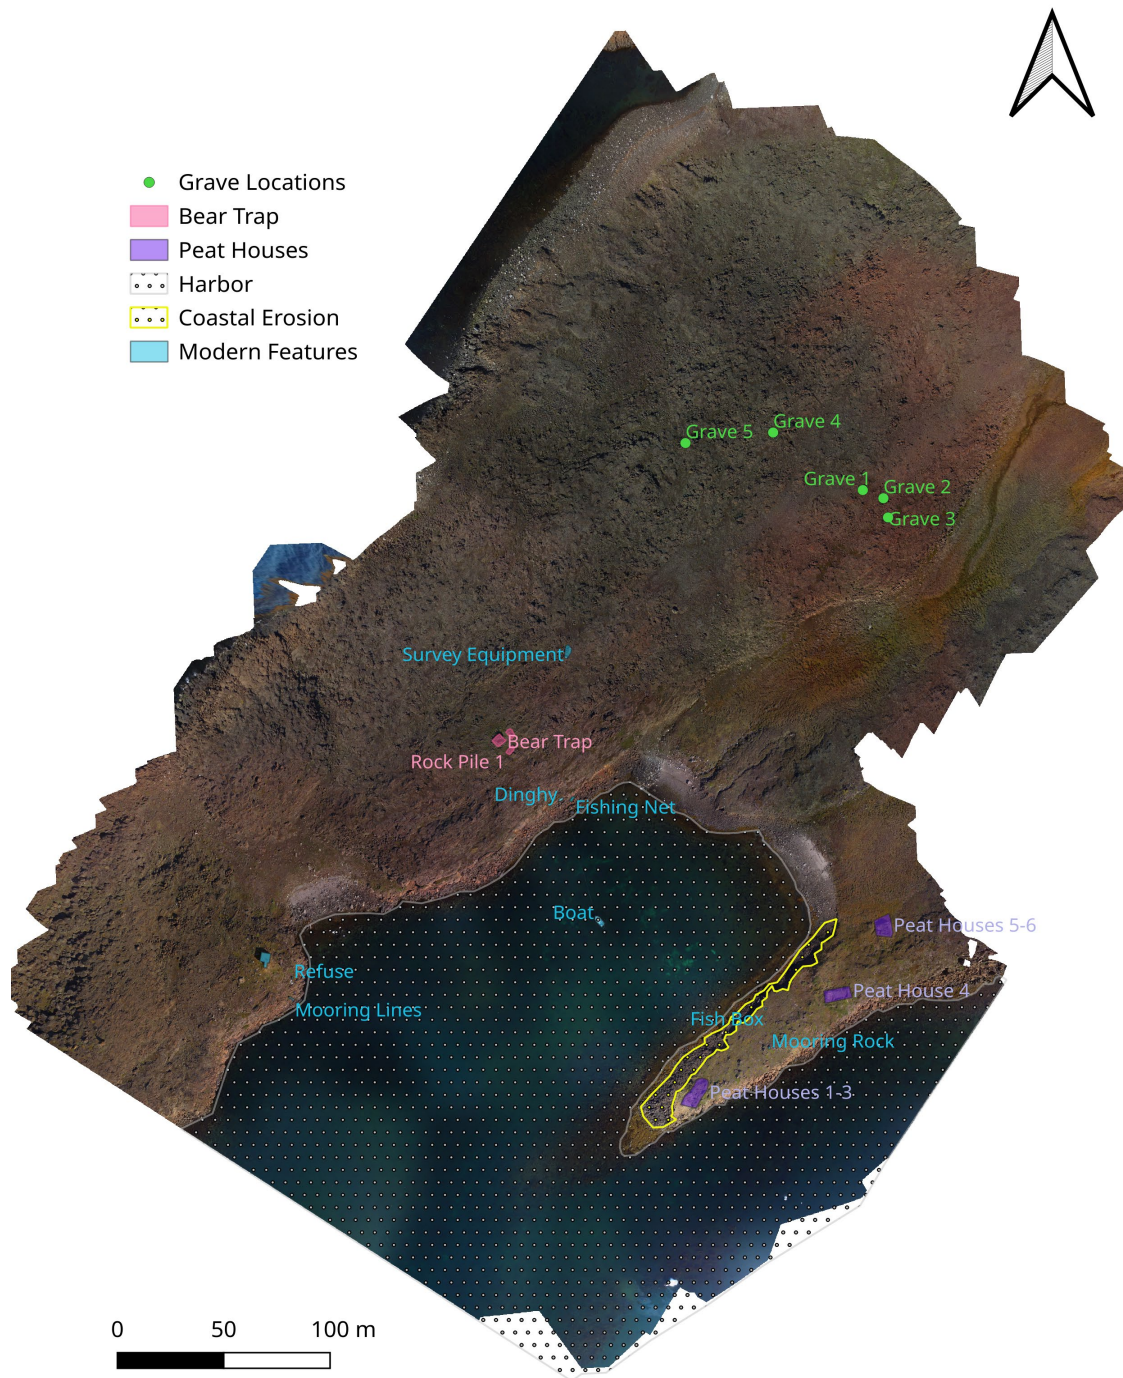 Grave Locations
Bear Trap
Peat Houses
Harbor
Coastal Erosion
Modern Features
Grave 5
Grave 4
Grave 1
Grave 2
Grave 3
Survey Equipment
Bear Trap
Rock Pile 1
Dinghy
Fishing Net
Boat
Peat Houses 5-6
Refuse
Peat House 4
Mooring Lines
Fish Box
Mooring Rock
Peat Houses 1-3
0 50 100 m